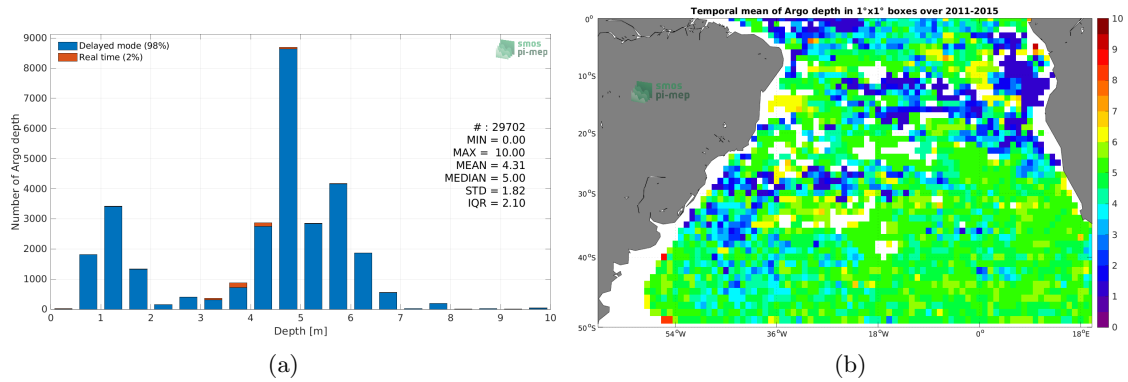 Delayed mode (98%)
Real time (2%)
smos
pi-mep
# : 29702
MIN = 0.00
MAX = 10.00
MEAN = 4.31
MEDIAN = 5.00
STD = 1.82
IQR = 2.10
Number of Argo depth
9000
8000
7000
6000
5000
4000
3000
2000
1000
0
0 1 2 3 4 5 6 7 8 9 10
Depth [m]
(a)
Temporal mean of Argo depth in 1°x1° boxes over 2011-2015
smos
pi-mep
0°
10°S
20°S
30°S
40°S
50°S
54°W 36°W 18°W 0° 18°E
10
9
8
7
6
5
4
3
2
1
0
(b)